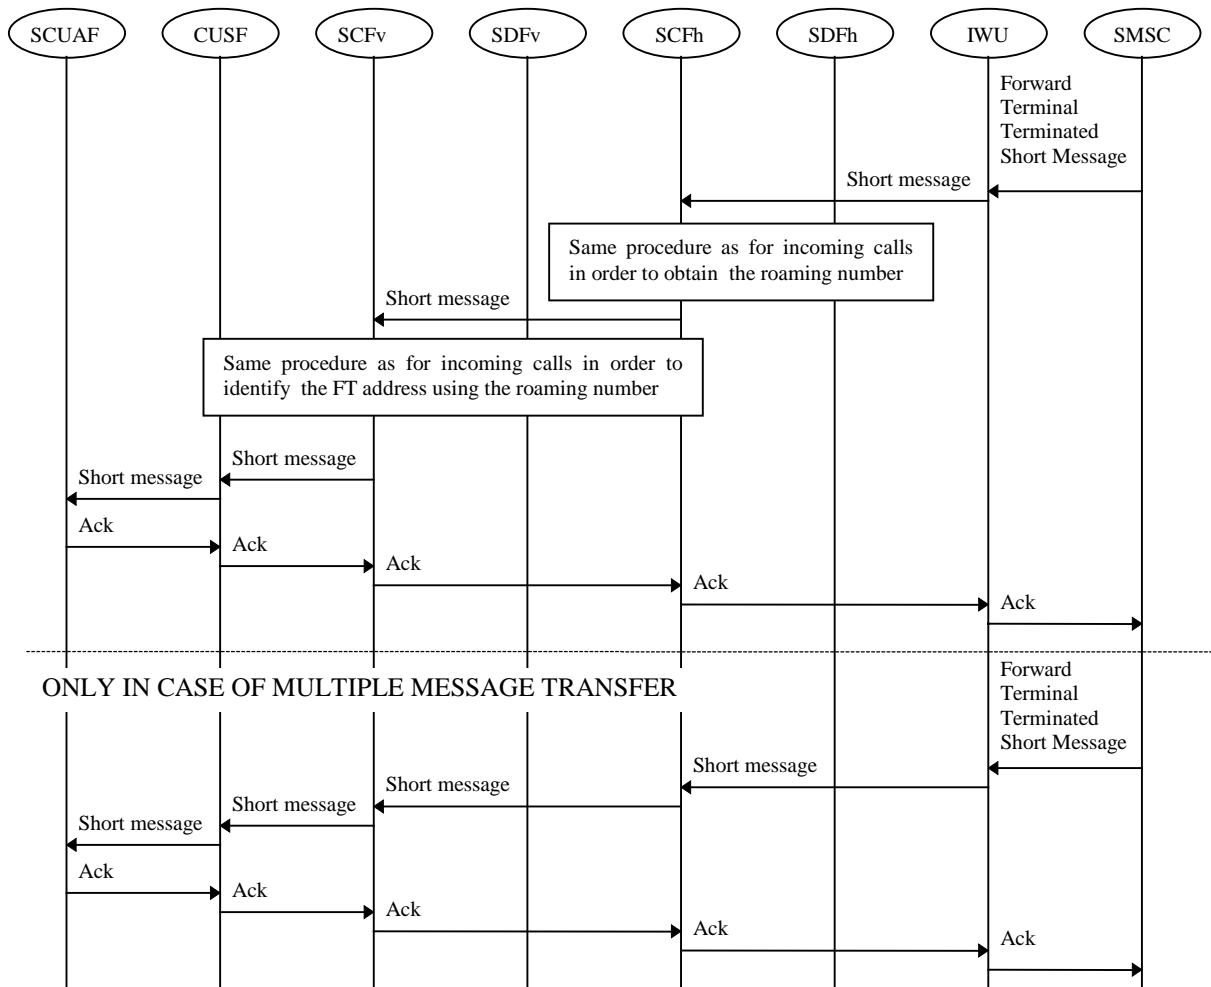 SCUAF
CUSF
SCFv
SDFv
SCFh
SDFh
IWU
SMSC
Forward
Terminal
Terminated
Short Message
Short message
Same procedure as for incoming calls
in order to obtain the roaming number
Short message
Same procedure as for incoming calls in order to
identify the FT address using the roaming number
Short message
Short message
Ack
Ack
Ack
Ack
Ack
ONLY IN CASE OF MULTIPLE MESSAGE TRANSFER
Forward
Terminal
Terminated
Short Message
Short message
Short message
Short message
Short message
Ack
Ack
Ack
Ack
Ack